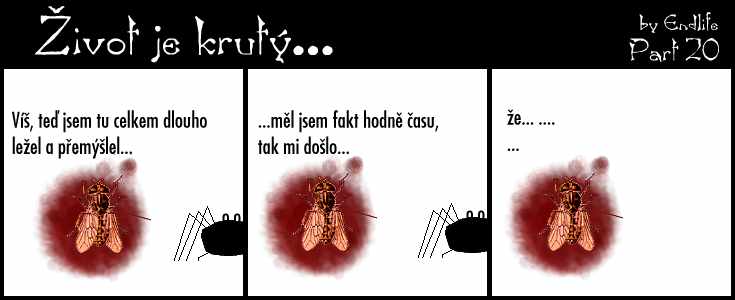 Život je krutý...
by Endlife
Part 20
Víš, teď jsem tu celkem dlouho
ležel a přemýšlel...
...měl jsem fakt hodně času,
tak mi došlo...
že... ....
...